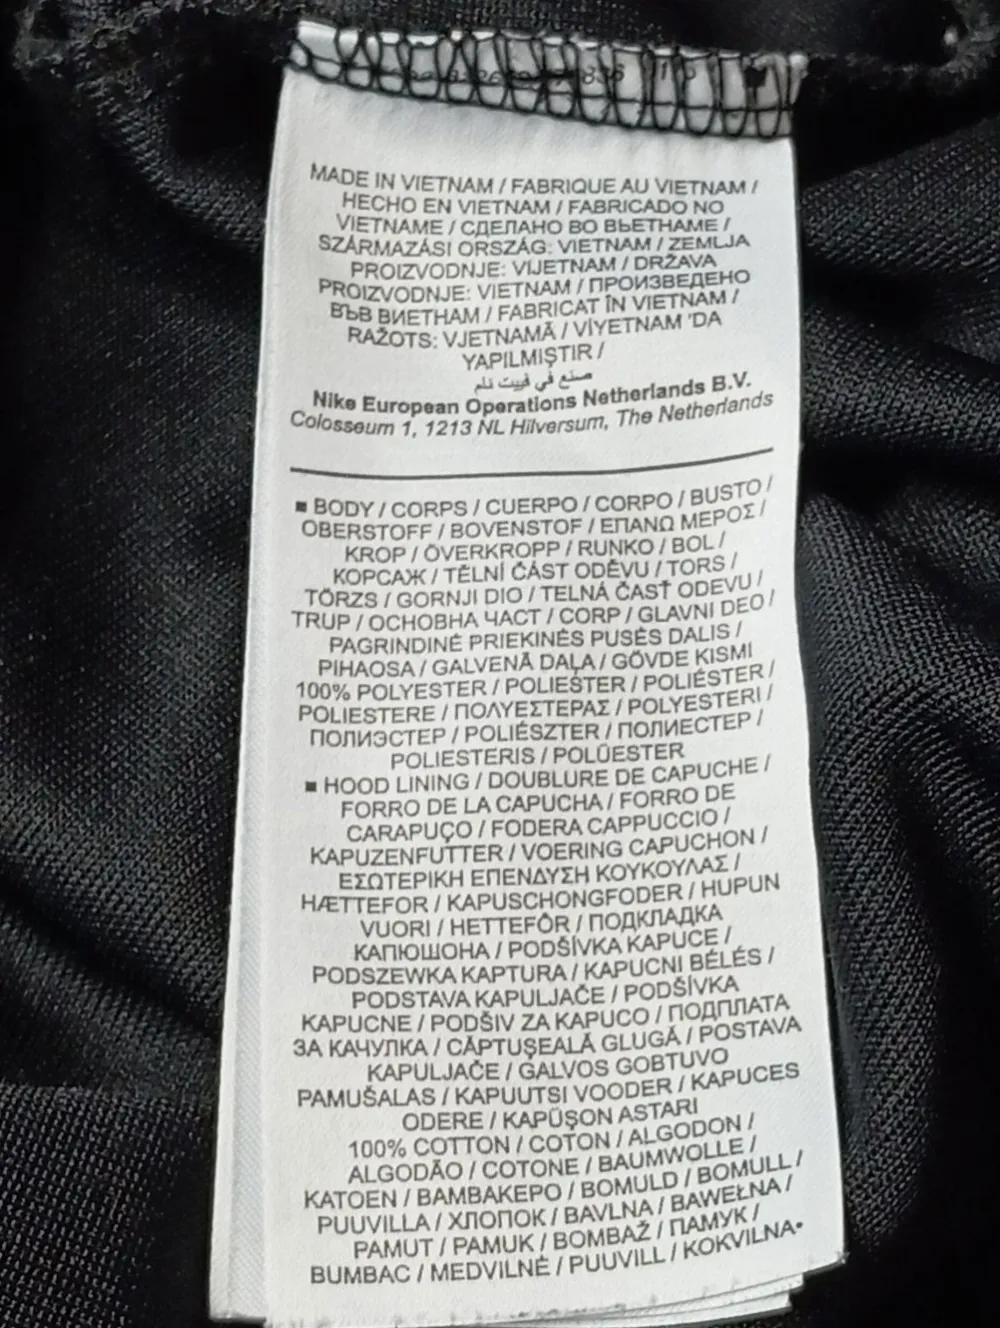 MADE IN VIETNAM / FABRIQUE AU VIETNAM /
HECHO EN VIETNAM / FABRICADO NO
VIETNAME / СДЕЛАНО ВО ВЬЕТНАМЕ /
SZÁRMAZÁSI ORSZÁG: VIETNAM / ZEMLJA
PROIZVODNJE: VIJETNAM / DRŽAVA
PROIZVODNJE: VIETNAM / ПРОИЗВЕДЕНО
ВЪВ ВИЕТНАМ / FABRICAT ÎN VIETNAM /
RAŽOTS: VJETNAMĀ / VİYETNAM 'DA
YAPILMIŞTIR /
صنع في فييت نام
Nike European Operations Netherlands B.V.
Colosseum 1, 1213 NL Hilversum, The Netherlands
■ BODY / CORPS / CUERPO / CORPO / BUSTO /
OBERSTOFF / BOVENSTOF / ΕΠΑΝΩ ΜΕΡΟΣ /
KROP / ÖVERKROPP / RUNKO / BOL /
КОРСАЖ / TĚLNÍ ČÁST ODĚVU / TORS /
TÖRZS / GORNJI DIO / TELNÁ ČASŤ ODEVU /
TRUP / ОСНОВНА ЧАСТ / CORP / GLAVNI DEO /
PAGRINDINĖ PRIEKINĖS PUSĖS DALIS /
PIHAOSA / GALVENĀ DAĻA / GÖVDE KISMI
100% POLYESTER / POLIESTER / POLIÉSTER /
POLIESTERE / ΠΟΛΥΕΣΤΕΡΑΣ / POLYESTERI /
ПОЛИЭСТЕР / POLIÉSZTER / ПОЛИЕСТЕР /
POLIESTERIS / POLÜESTER
■ HOOD LINING / DOUBLURE DE CAPUCHE /
FORRO DE LA CAPUCHA / FORRO DE
CARAPUÇO / FODERA CAPPUCCIO /
KAPUZENFUTTER / VOERING CAPUCHON /
ΕΣΩΤΕΡΙΚΗ ΕΠΕΝΔΥΣΗ ΚΟΥΚΟΥΛΑΣ /
HÆTTEFOR / KAPUSCHONGFODER / HUPUN
VUORI / HETTEFÔR / ПОДКЛАДКА
КАПЮШОНА / PODŠÍVKA KAPUCE /
PODSZEWKA KAPTURA / KAPUCNI BÉLÉS /
PODSTAVA KAPULJAČE / PODŠÍVKA
KAPUCNE / PODŠIV ZA KAPUCO / ПОДПЛАТА
ЗА КАЧУЛКА / CĂPTUŞEALĂ GLUGĂ / POSTAVA
KAPULJAČE / GALVOS GOBTUVO
PAMUŠALAS / KAPUUTSI VOODER / KAPUCES
ODERE / KAPÜŞON ASTARI
100% COTTON / COTON / ALGODON /
ALGODÃO / COTONE / BAUMWOLLE /
KATOEN / ΒΑΜΒΑΚΕΡΟ / BOMULD / BOMULL /
PUUVILLA / ХЛОПОК / BAVLNA / BAWEŁNA /
PAMUT / PAMUK / BOMBAŽ / ПАМУК /
BUMBAC / MEDVILNĖ / PUUVILL / KOKVILNA•